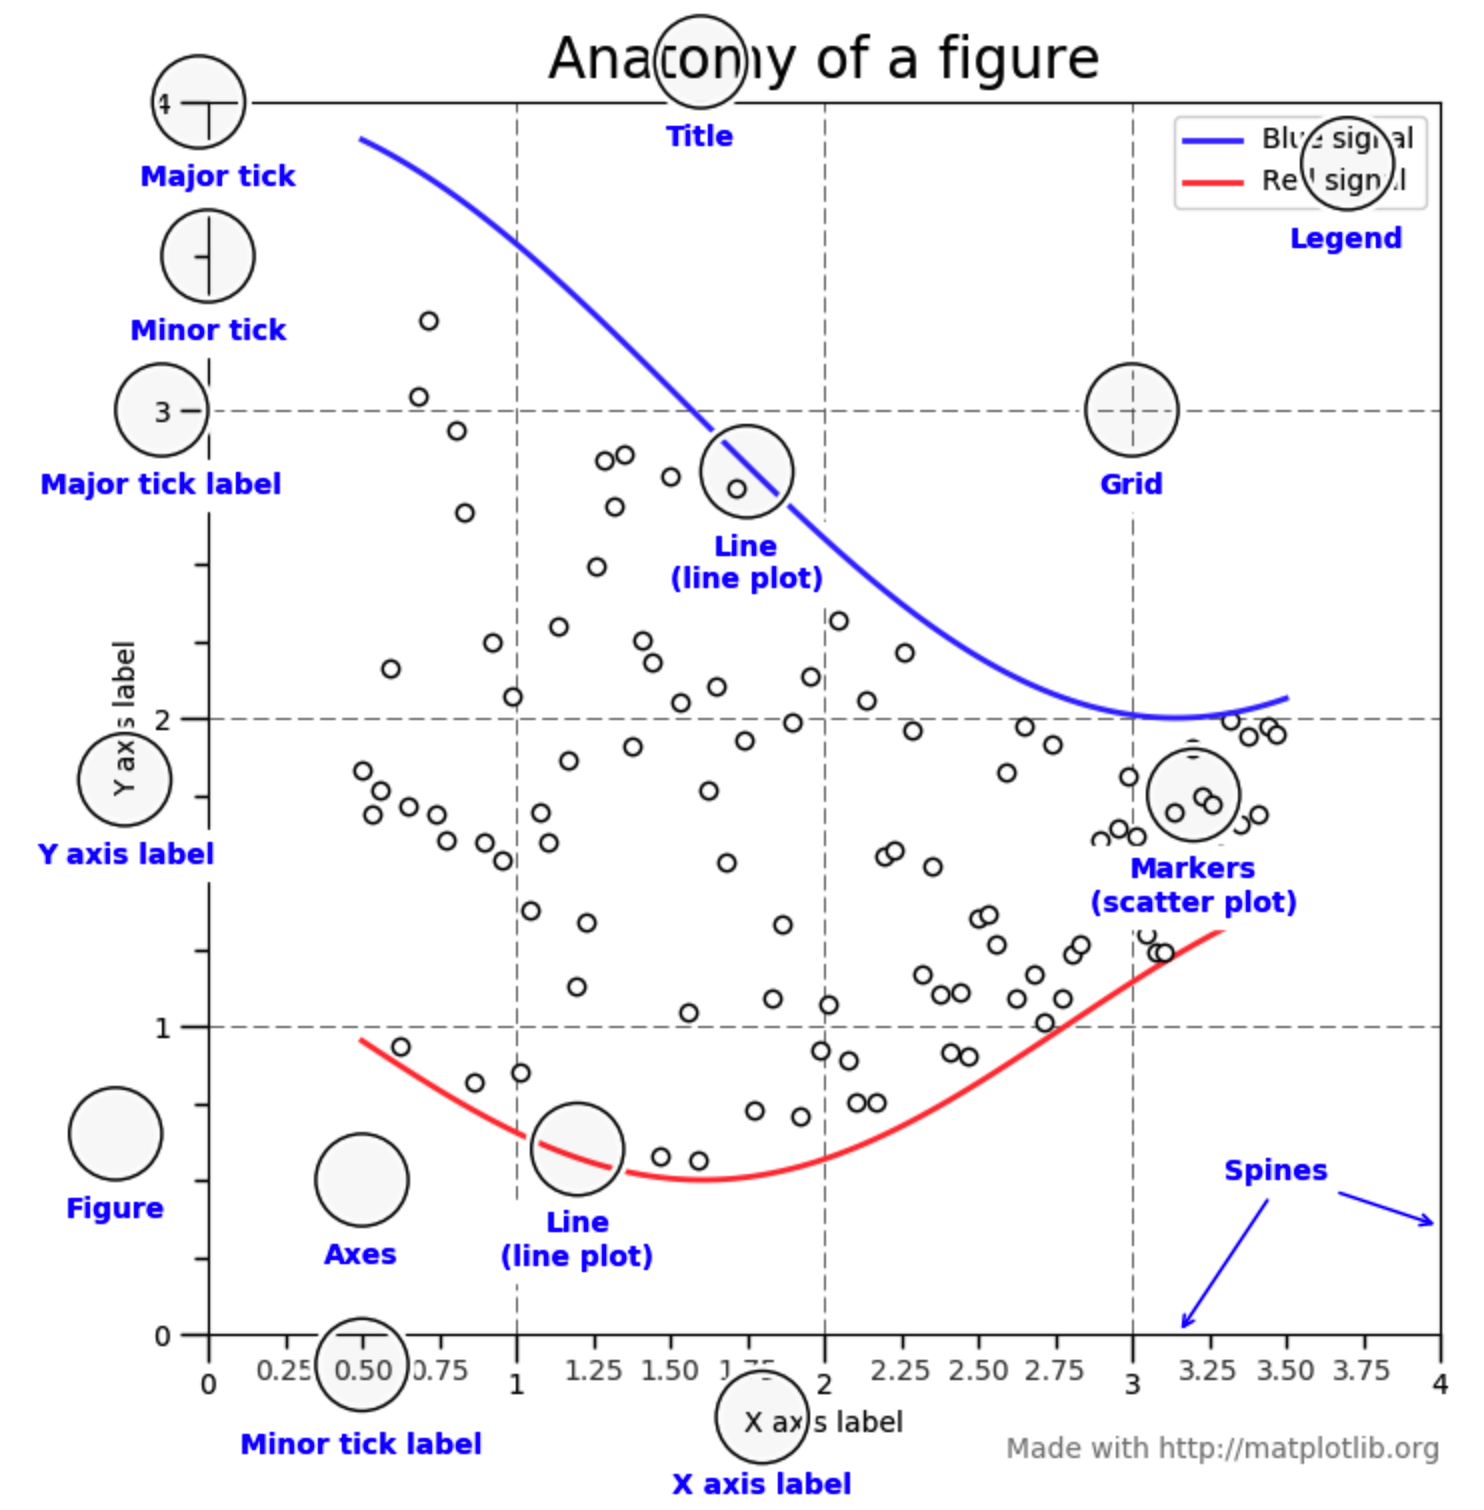 Anatomy of a figure
Title
4
Major tick
Blue signal
Red signal
Legend
Minor tick
3
Major tick label
Grid
Line
(line plot)
Y axis label
2
Y axis label
Markers
(scatter plot)
1
Figure
Axes
Line
(line plot)
Spines
0
0.25 0.50 0.75 1.25 1.50 1.75 2.25 2.50 2.75 3.25 3.50 3.75
0 1 2 3 4
X axis label
Minor tick label
Made with http://matplotlib.org
X axis label